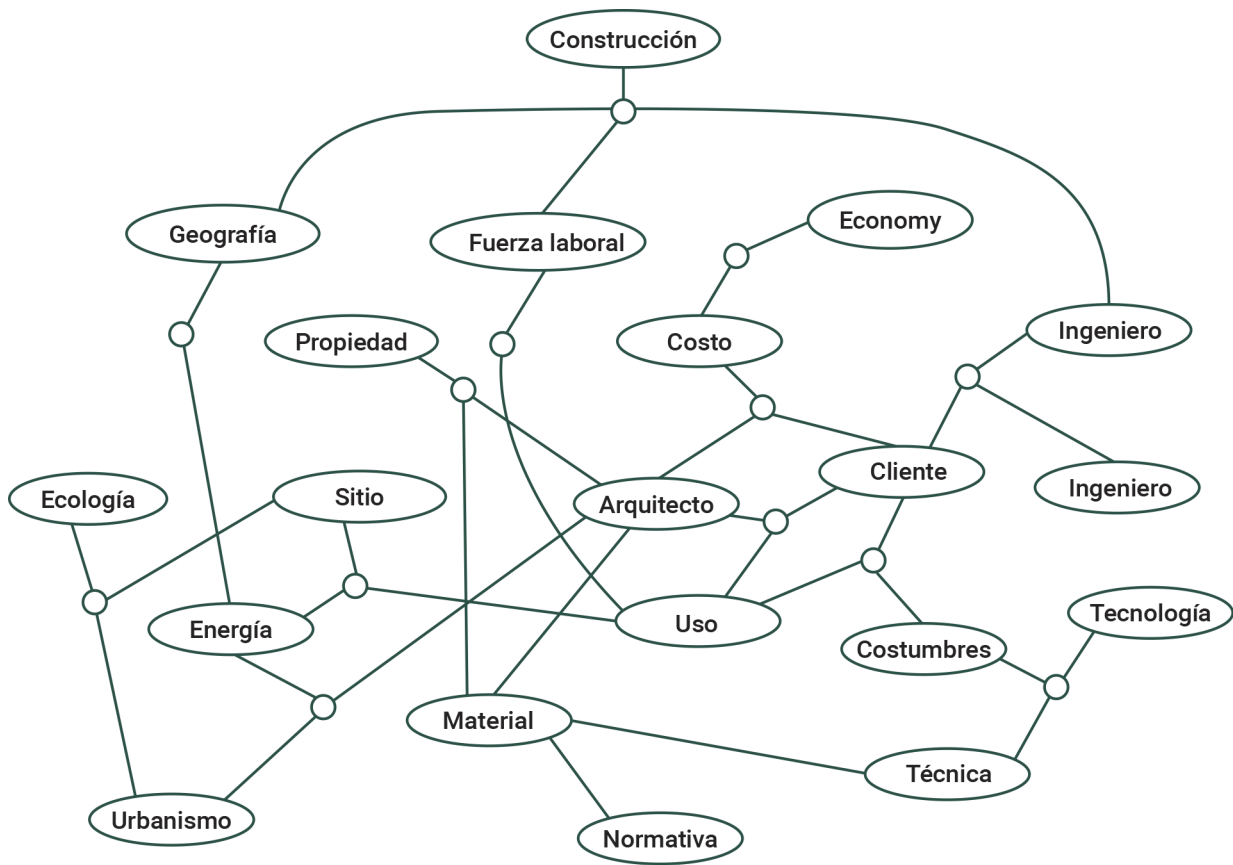 Construcción
Geografía
Fuerza laboral
Economy
Propiedad
Costo
Ingeniero
Ecología
Sitio
Arquitecto
Cliente
Ingeniero
Energía
Uso
Costumbres
Tecnología
Material
Técnica
Urbanismo
Normativa